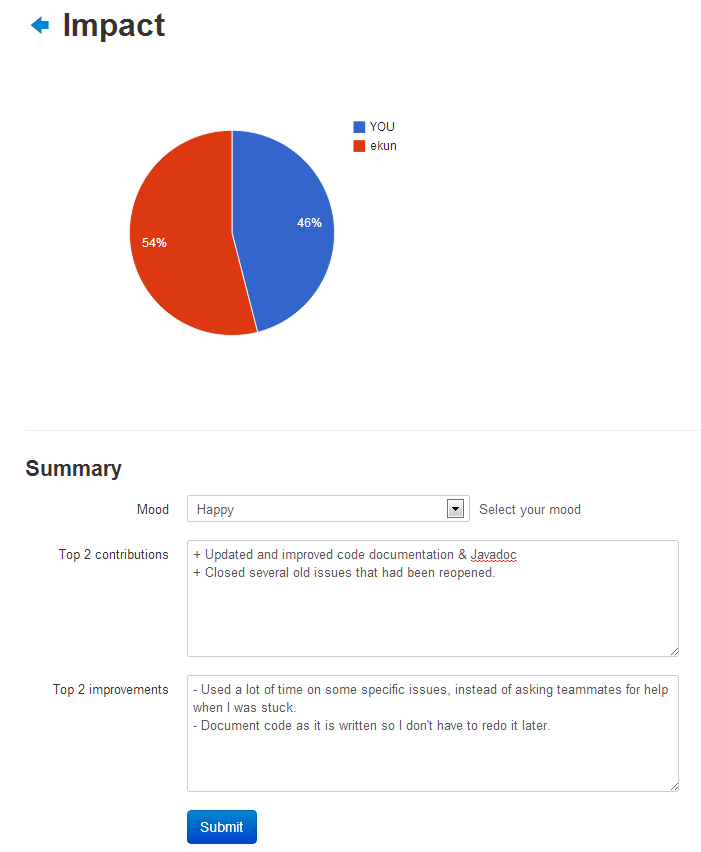 Impact
YOU
ekun
46%
54%
Summary
Mood
Happy
Select your mood
Top 2 contributions
+ Updated and improved code documentation & Javadoc
+ Closed several old issues that had been reopened.
Top 2 improvements
- Used a lot of time on some specific issues, instead of asking teammates for help
when I was stuck.
- Document code as it is written so I don't have to redo it later.
Submit